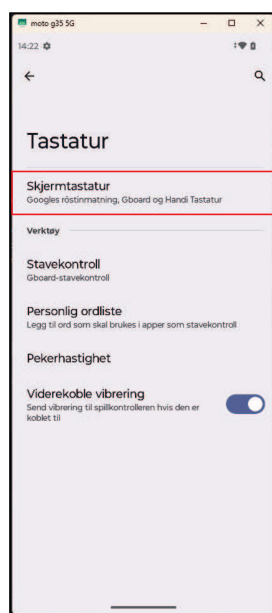 moto g35 5G
14:22
Tastatur
Skjermtastatur
Googles röstinmatning, Gboard og Handi Tastatur
Verktøy
Stavekontroll
Gboard-stavekontroll
Personlig ordliste
Legg til ord som skal brukes i apper som stavekontroll
Pekerhastighet
Viderekoble vibrering
Send vibrering til spillkontrolleren hvis den er
koblet til